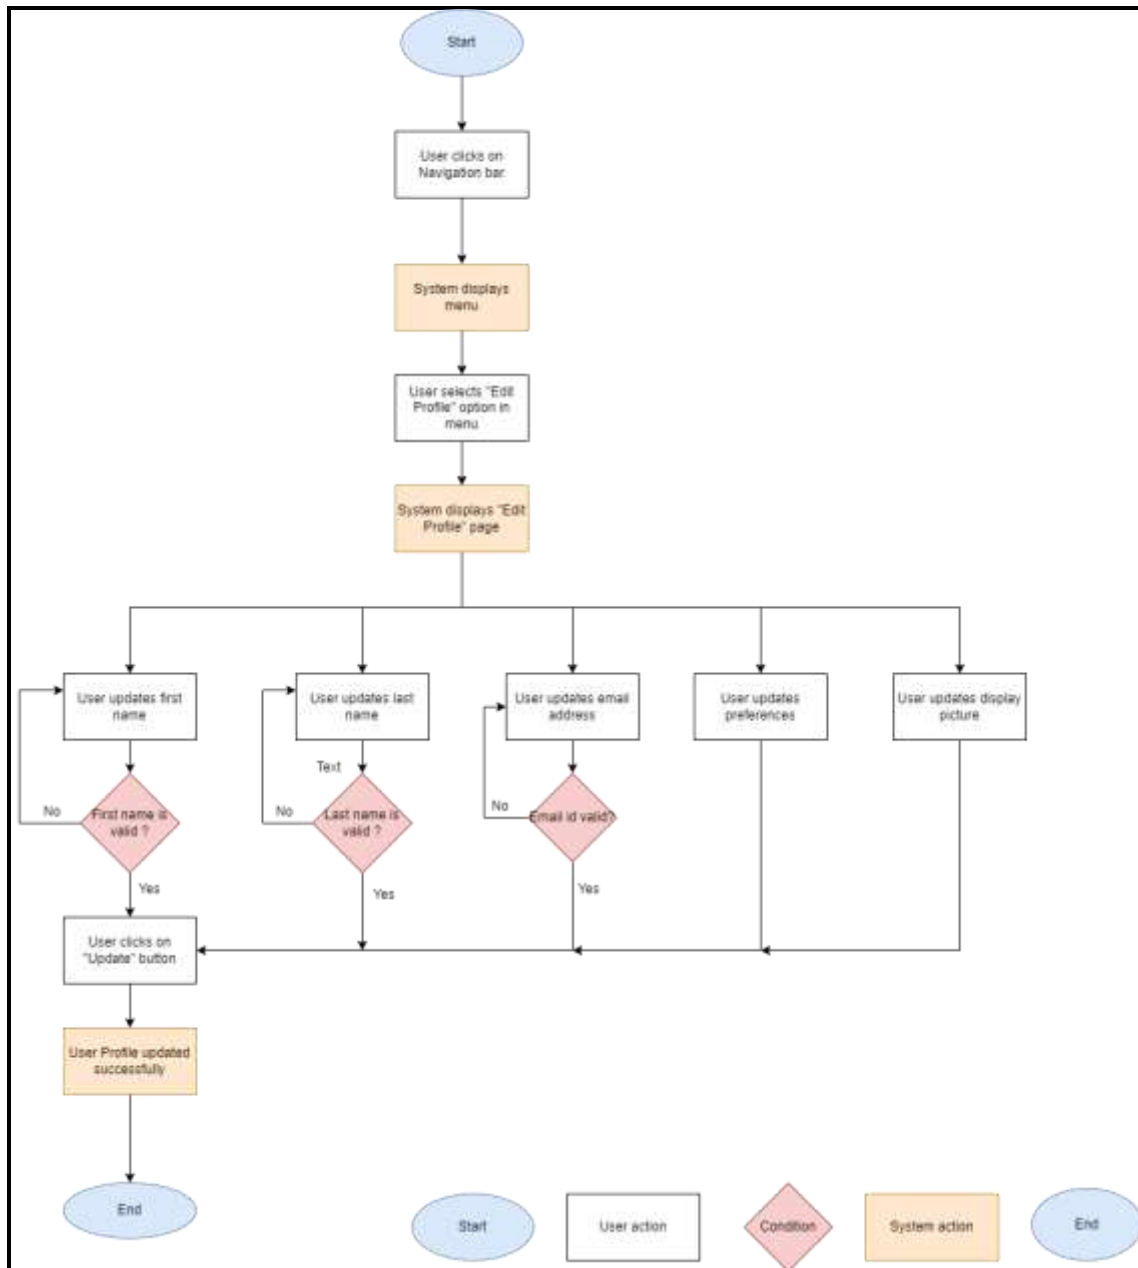 Start
User clicks on
Navigation bar
System displays
menu
User selects "Edit
Profile" option in
menu
System displays "Edit
Profile" page
User updates first
name
User updates last
name
User updates email
address
User updates
preferences
User updates display
picture
Text
No
First name is
valid ?
No
Last name is
valid ?
No
Email id valid?
Yes
Yes
Yes
User clicks on
"Update" button
User Profile updated
successfully
End
Start
User action
Condition
System action
End